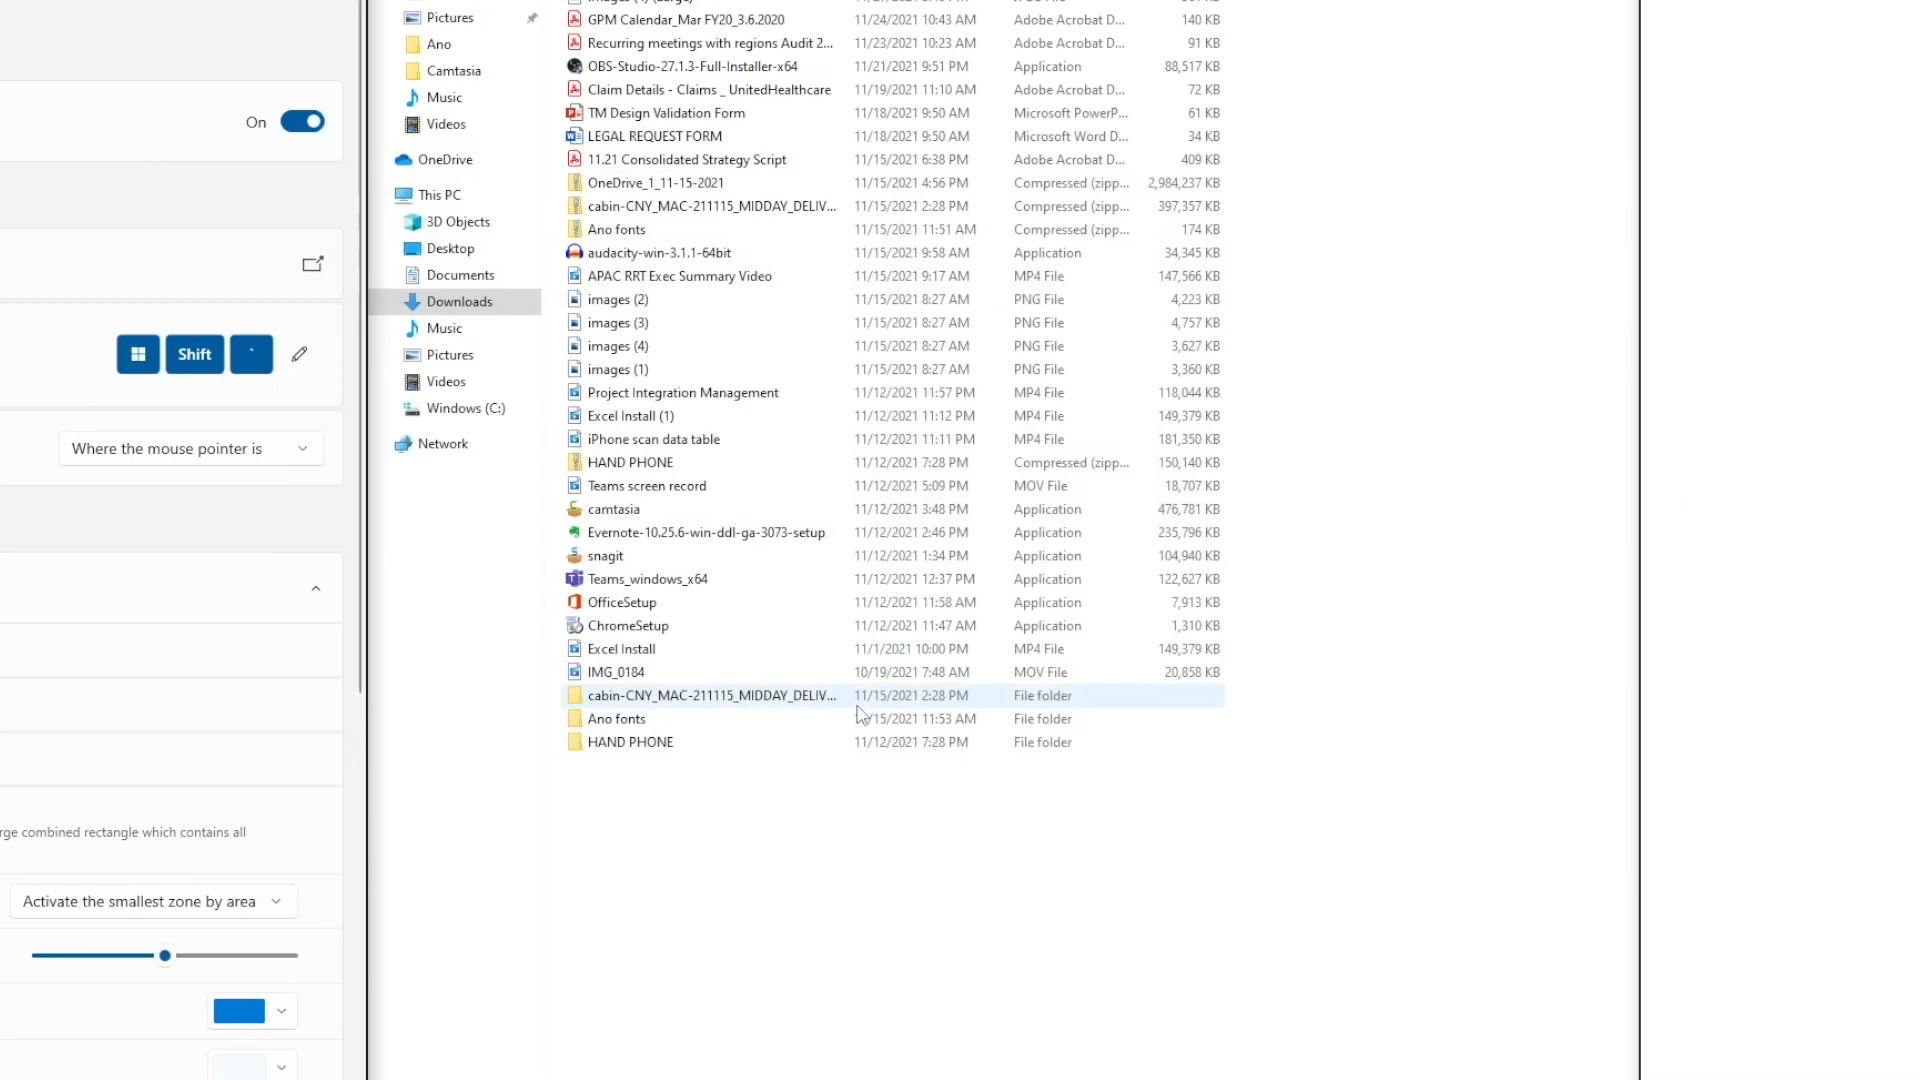 On
Shift `
Where the mouse pointer is
rge combined rectangle which contains all
Activate the smallest zone by area
Pictures
Ano
Camtasia
Music
Videos
OneDrive
This PC
3D Objects
Desktop
Documents
Downloads
Music
Pictures
Videos
Windows (C:)
Network
GPM Calendar_Mar FY20_3.6.2020 11/24/2021 10:43 AM Adobe Acrobat D... 140 KB
Recurring meetings with regions Audit 2... 11/23/2021 10:23 AM Adobe Acrobat D... 91 KB
OBS-Studio-27.1.3-Full-Installer-x64 11/21/2021 9:51 PM Application 88,517 KB
Claim Details - Claims _ UnitedHealthcare 11/19/2021 11:10 AM Adobe Acrobat D... 72 KB
TM Design Validation Form 11/18/2021 9:50 AM Microsoft PowerP... 61 KB
LEGAL REQUEST FORM 11/18/2021 9:50 AM Microsoft Word D... 34 KB
11.21 Consolidated Strategy Script 11/15/2021 6:38 PM Adobe Acrobat D... 409 KB
OneDrive_1_11-15-2021 11/15/2021 4:56 PM Compressed (zipp... 2,984,237 KB
cabin-CNY_MAC-211115_MIDDAY_DELIV... 11/15/2021 2:28 PM Compressed (zipp... 397,357 KB
Ano fonts 11/15/2021 11:51 AM Compressed (zipp... 174 KB
audacity-win-3.1.1-64bit 11/15/2021 9:58 AM Application 34,345 KB
APAC RRT Exec Summary Video 11/15/2021 9:17 AM MP4 File 147,566 KB
images (2) 11/15/2021 8:27 AM PNG File 4,223 KB
images (3) 11/15/2021 8:27 AM PNG File 4,757 KB
images (4) 11/15/2021 8:27 AM PNG File 3,627 KB
images (1) 11/15/2021 8:27 AM PNG File 3,360 KB
Project Integration Management 11/12/2021 11:57 PM MP4 File 118,044 KB
Excel Install (1) 11/12/2021 11:12 PM MP4 File 149,379 KB
iPhone scan data table 11/12/2021 11:11 PM MP4 File 181,350 KB
HAND PHONE 11/12/2021 7:28 PM Compressed (zipp... 150,140 KB
Teams screen record 11/12/2021 5:09 PM MOV File 18,707 KB
camtasia 11/12/2021 3:48 PM Application 476,781 KB
Evernote-10.25.6-win-ddl-ga-3073-setup 11/12/2021 2:46 PM Application 235,796 KB
snagit 11/12/2021 1:34 PM Application 104,940 KB
Teams_windows_x64 11/12/2021 12:37 PM Application 122,627 KB
OfficeSetup 11/12/2021 11:58 AM Application 7,913 KB
ChromeSetup 11/12/2021 11:47 AM Application 1,310 KB
Excel Install 11/1/2021 10:00 PM MP4 File 149,379 KB
IMG_0184 10/19/2021 7:48 AM MOV File 20,858 KB
cabin-CNY_MAC-211115_MIDDAY_DELIV... 11/15/2021 2:28 PM File folder
Ano fonts /15/2021 11:53 AM File folder
HAND PHONE 11/12/2021 7:28 PM File folder